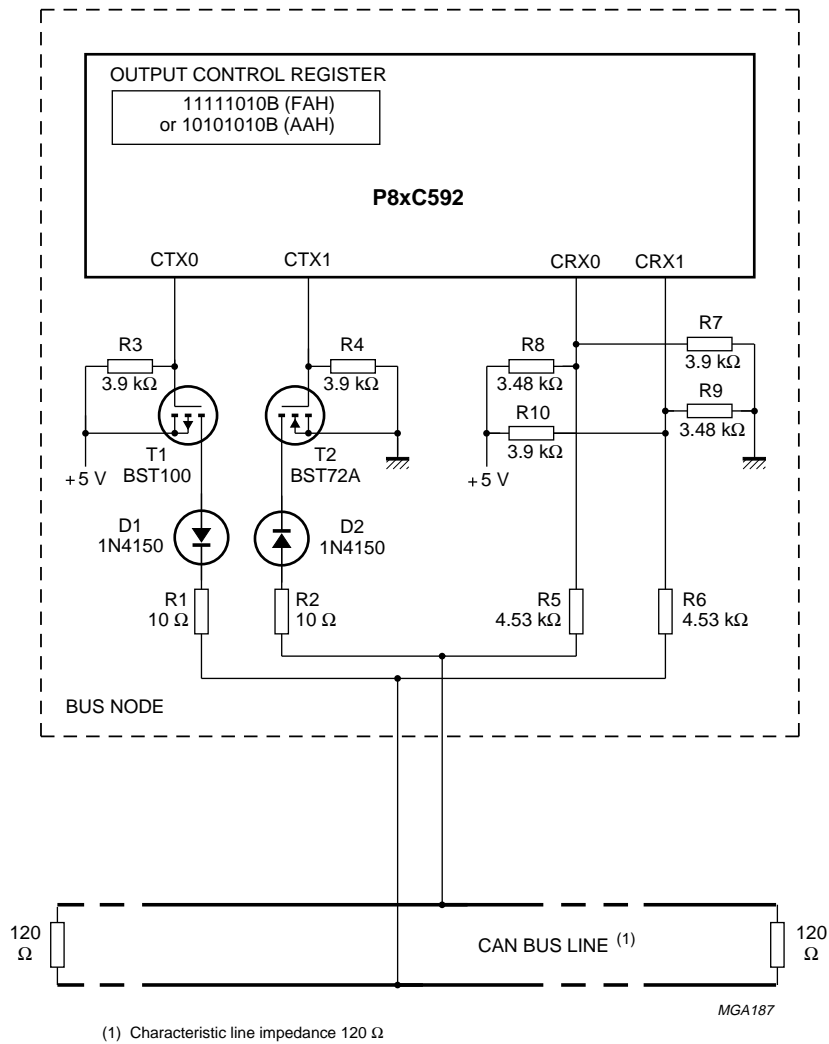 OUTPUT CONTROL REGISTER
11111010B (FAH)
or 10101010B (AAH)
P8xC592
CTX0
CTX1
CRX0
CRX1
R3
3.9 kΩ
R4
3.9 kΩ
R8
3.48 kΩ
R10
3.9 kΩ
R7
3.9 kΩ
R9
3.48 kΩ
+5 V
T1
BST100
T2
BST72A
+5 V
D1
1N4150
D2
1N4150
R1
10 Ω
R2
10 Ω
R5
4.53 kΩ
R6
4.53 kΩ
BUS NODE
120
Ω
CAN BUS LINE (1)
120
Ω
MGA187
(1) Characteristic line impedance 120 Ω